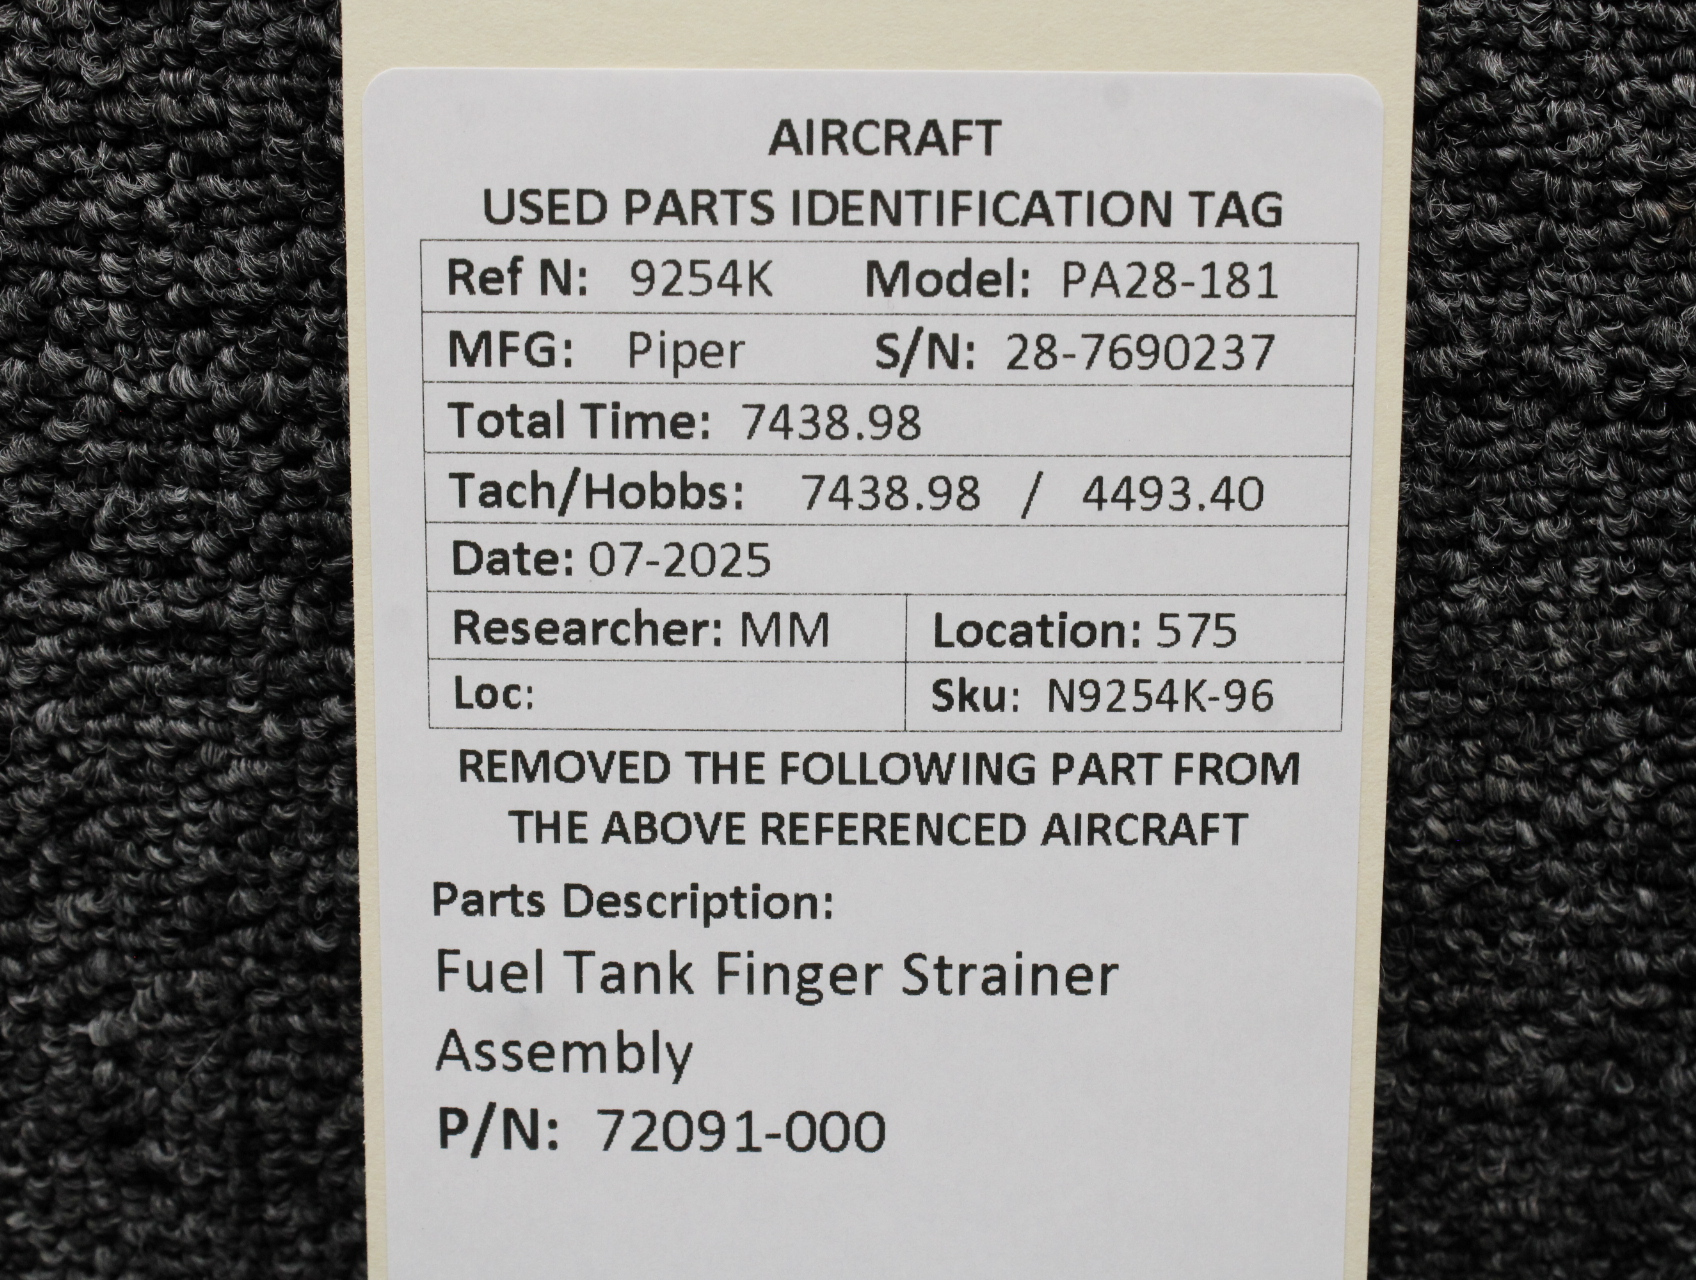 AIRCRAFT
USED PARTS IDENTIFICATION TAG
Ref N: 9254K Model: PA28-181
MFG: Piper S/N: 28-7690237
Total Time: 7438.98
Tach/Hobbs: 7438.98 / 4493.40
Date: 07-2025
Researcher: MM Location: 575
Loc: Sku: N9254K-96
REMOVED THE FOLLOWING PART FROM
THE ABOVE REFERENCED AIRCRAFT
Parts Description:
Fuel Tank Finger Strainer
Assembly
P/N: 72091-000